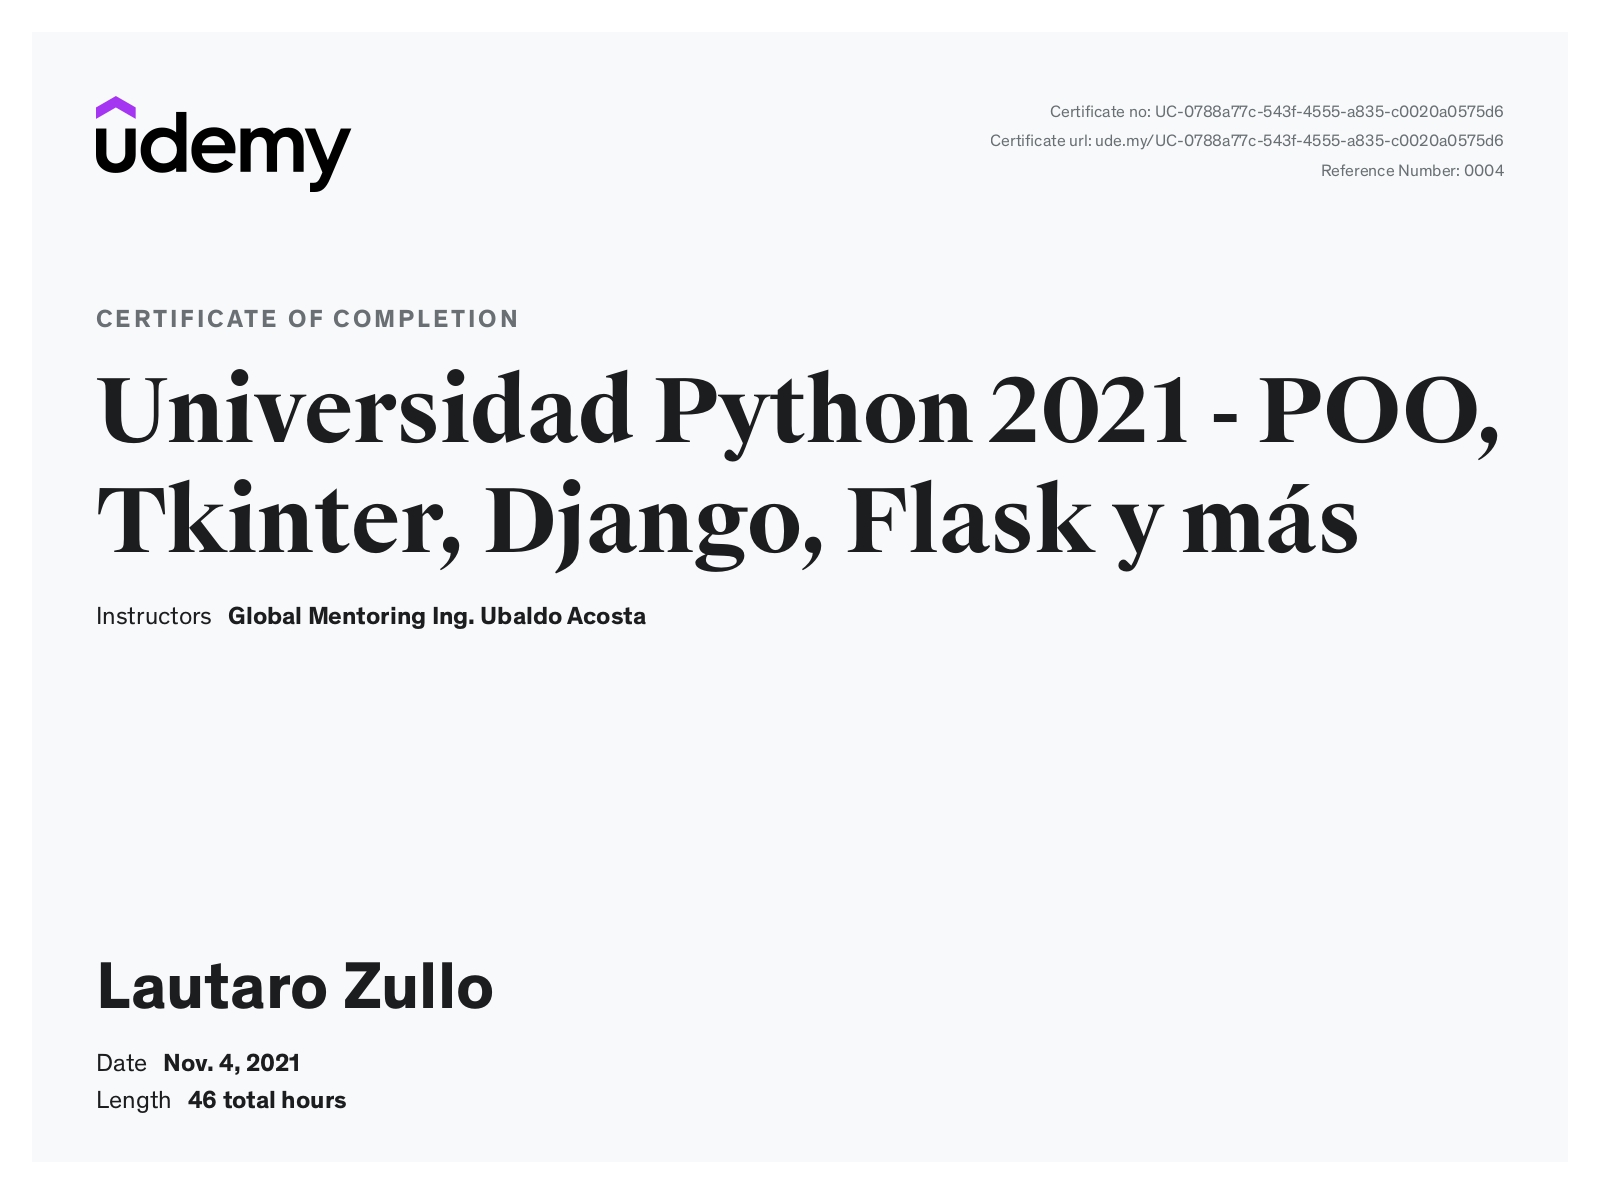 udemy
Certificate no: UC-0788a77c-543f-4555-a835-c0020a0575d6
Certificate url: ude.my/UC-0788a77c-543f-4555-a835-c0020a0575d6
Reference Number: 0004
CERTIFICATE OF COMPLETION
Universidad Python 2021 - POO,
Tkinter, Django, Flask y más
Instructors Global Mentoring Ing. Ubaldo Acosta
Lautaro Zullo
Date Nov. 4, 2021
Length 46 total hours